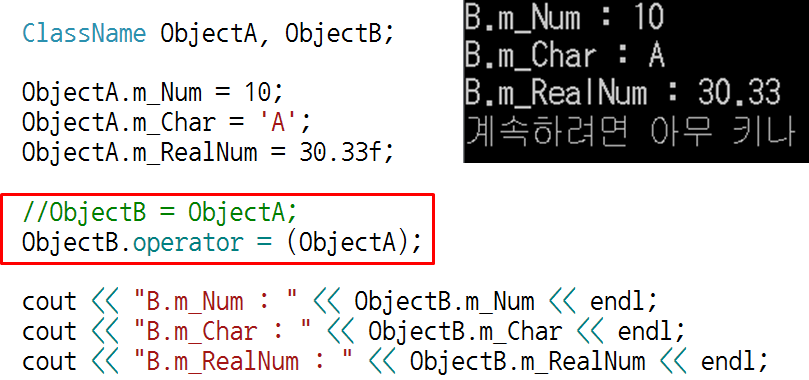 ClassName ObjectA, ObjectB;
ObjectA.m_Num = 10;
ObjectA.m_Char = 'A';
ObjectA.m_RealNum = 30.33f;
//ObjectB = ObjectA;
ObjectB.operator = (ObjectA);
cout << "B.m_Num : " << ObjectB.m_Num << endl;
cout << "B.m_Char : " << ObjectB.m_Char << endl;
cout << "B.m_RealNum : " << ObjectB.m_RealNum << endl;
B.m_Num : 10
B.m_Char : A
B.m_RealNum : 30.33
계속하려면 아무 키나